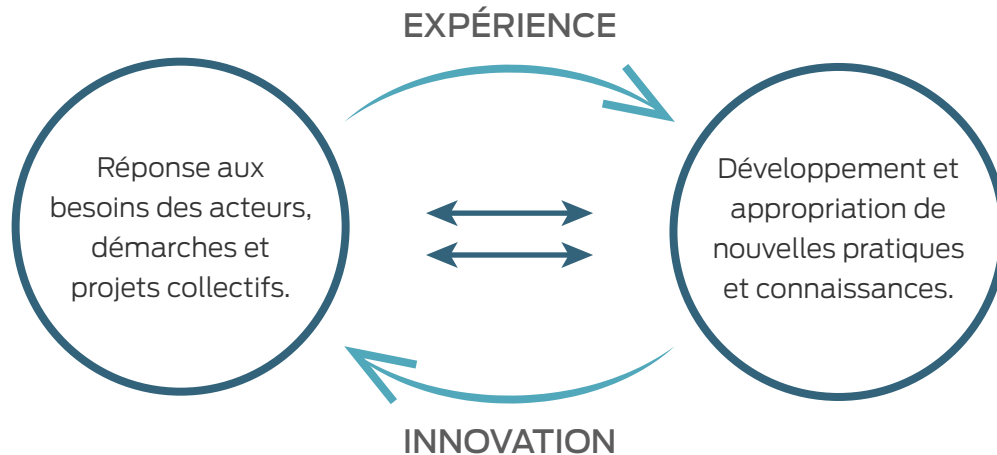 EXPÉRIENCE
Réponse aux
besoins des acteurs,
démarches et
projets collectifs.
Développement et
appropriation de
nouvelles pratiques
et connaissances.
INNOVATION